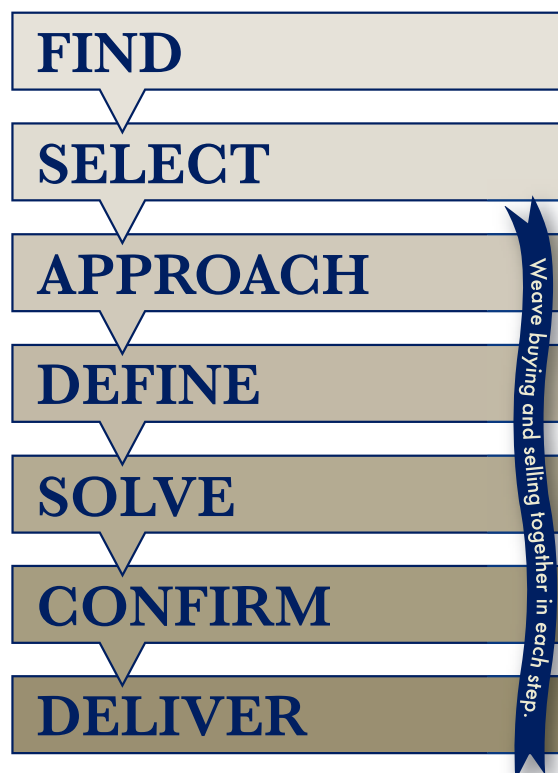 FIND
SELECT
APPROACH
DEFINE
SOLVE
CONFIRM
DELIVER
Weave buying and selling together in each step.